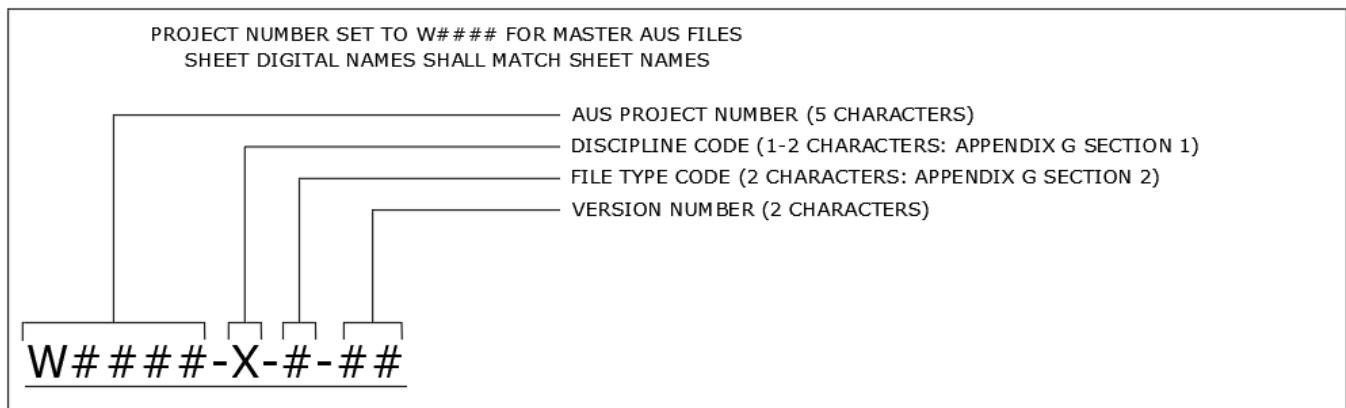 PROJECT NUMBER SET TO W#### FOR MASTER AUS FILES
SHEET DIGITAL NAMES SHALL MATCH SHEET NAMES
AUS PROJECT NUMBER (5 CHARACTERS)
DISCIPLINE CODE (1-2 CHARACTERS: APPENDIX G SECTION 1)
FILE TYPE CODE (2 CHARACTERS: APPENDIX G SECTION 2)
VERSION NUMBER (2 CHARACTERS)
W####-X-#-##